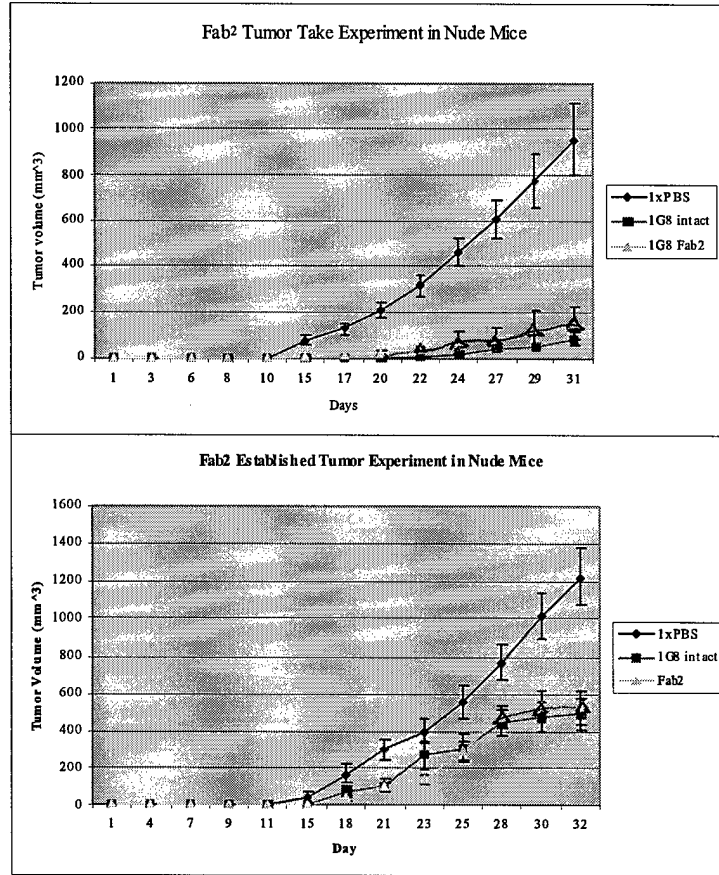 Fab2 Tumor Take Experiment in Nude Mice
1200
1000
800
600
400
200
0
Tumor volume (mm^3)
1 3 6 8 10 15 17 20 22 24 27 29 31
Days
1xPBS
1G8 intact
1G8 Fab2
Fab2 Established Tumor Experiment in Nude Mice
1600
1400
1200
1000
800
600
400
200
0
Tumor Volume (mm^3)
1 4 7 9 11 15 18 21 23 25 28 30 32
Day
1xPBS
1G8 intact
Fab2